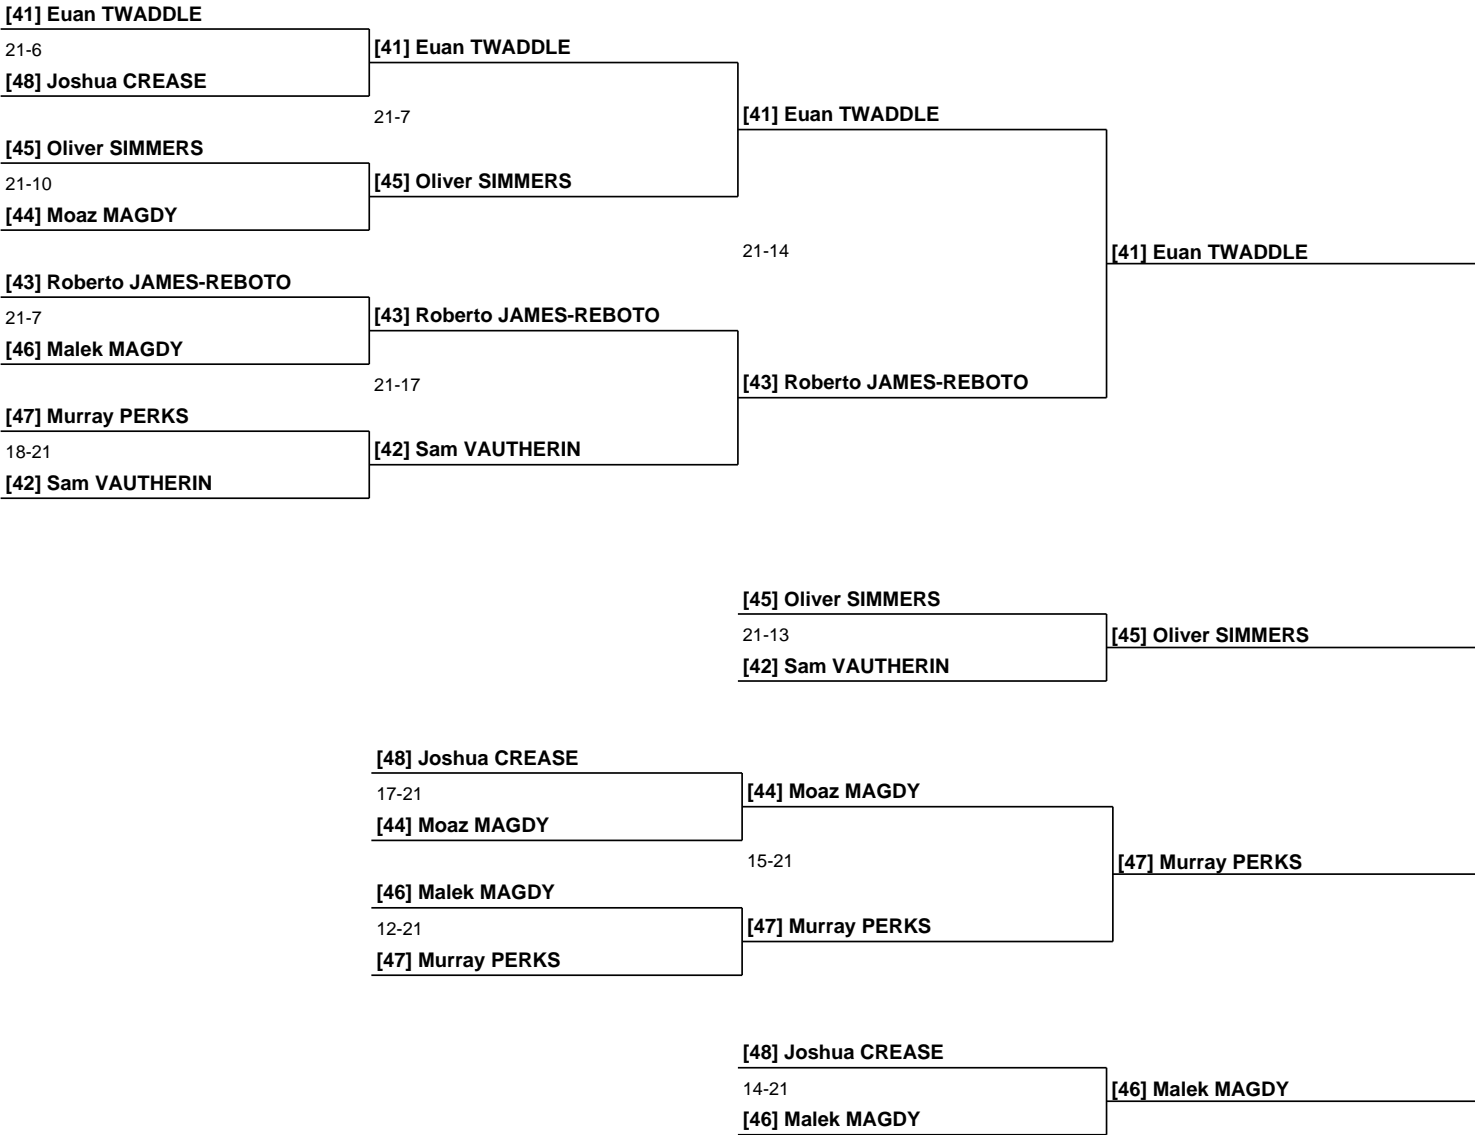 [41] Euan TWADDLE
21-6
[41] Euan TWADDLE
[48] Joshua CREASE
21-7
[41] Euan TWADDLE
[45] Oliver SIMMERS
21-10
[45] Oliver SIMMERS
[44] Moaz MAGDY
21-14
[41] Euan TWADDLE
[43] Roberto JAMES-REBOTO
21-7
[43] Roberto JAMES-REBOTO
[46] Malek MAGDY
21-17
[43] Roberto JAMES-REBOTO
[47] Murray PERKS
18-21
[42] Sam VAUTHERIN
[42] Sam VAUTHERIN
[45] Oliver SIMMERS
21-13
[45] Oliver SIMMERS
[42] Sam VAUTHERIN
[48] Joshua CREASE
17-21
[44] Moaz MAGDY
[44] Moaz MAGDY
15-21
[47] Murray PERKS
[46] Malek MAGDY
12-21
[47] Murray PERKS
[47] Murray PERKS
[48] Joshua CREASE
14-21
[46] Malek MAGDY
[46] Malek MAGDY